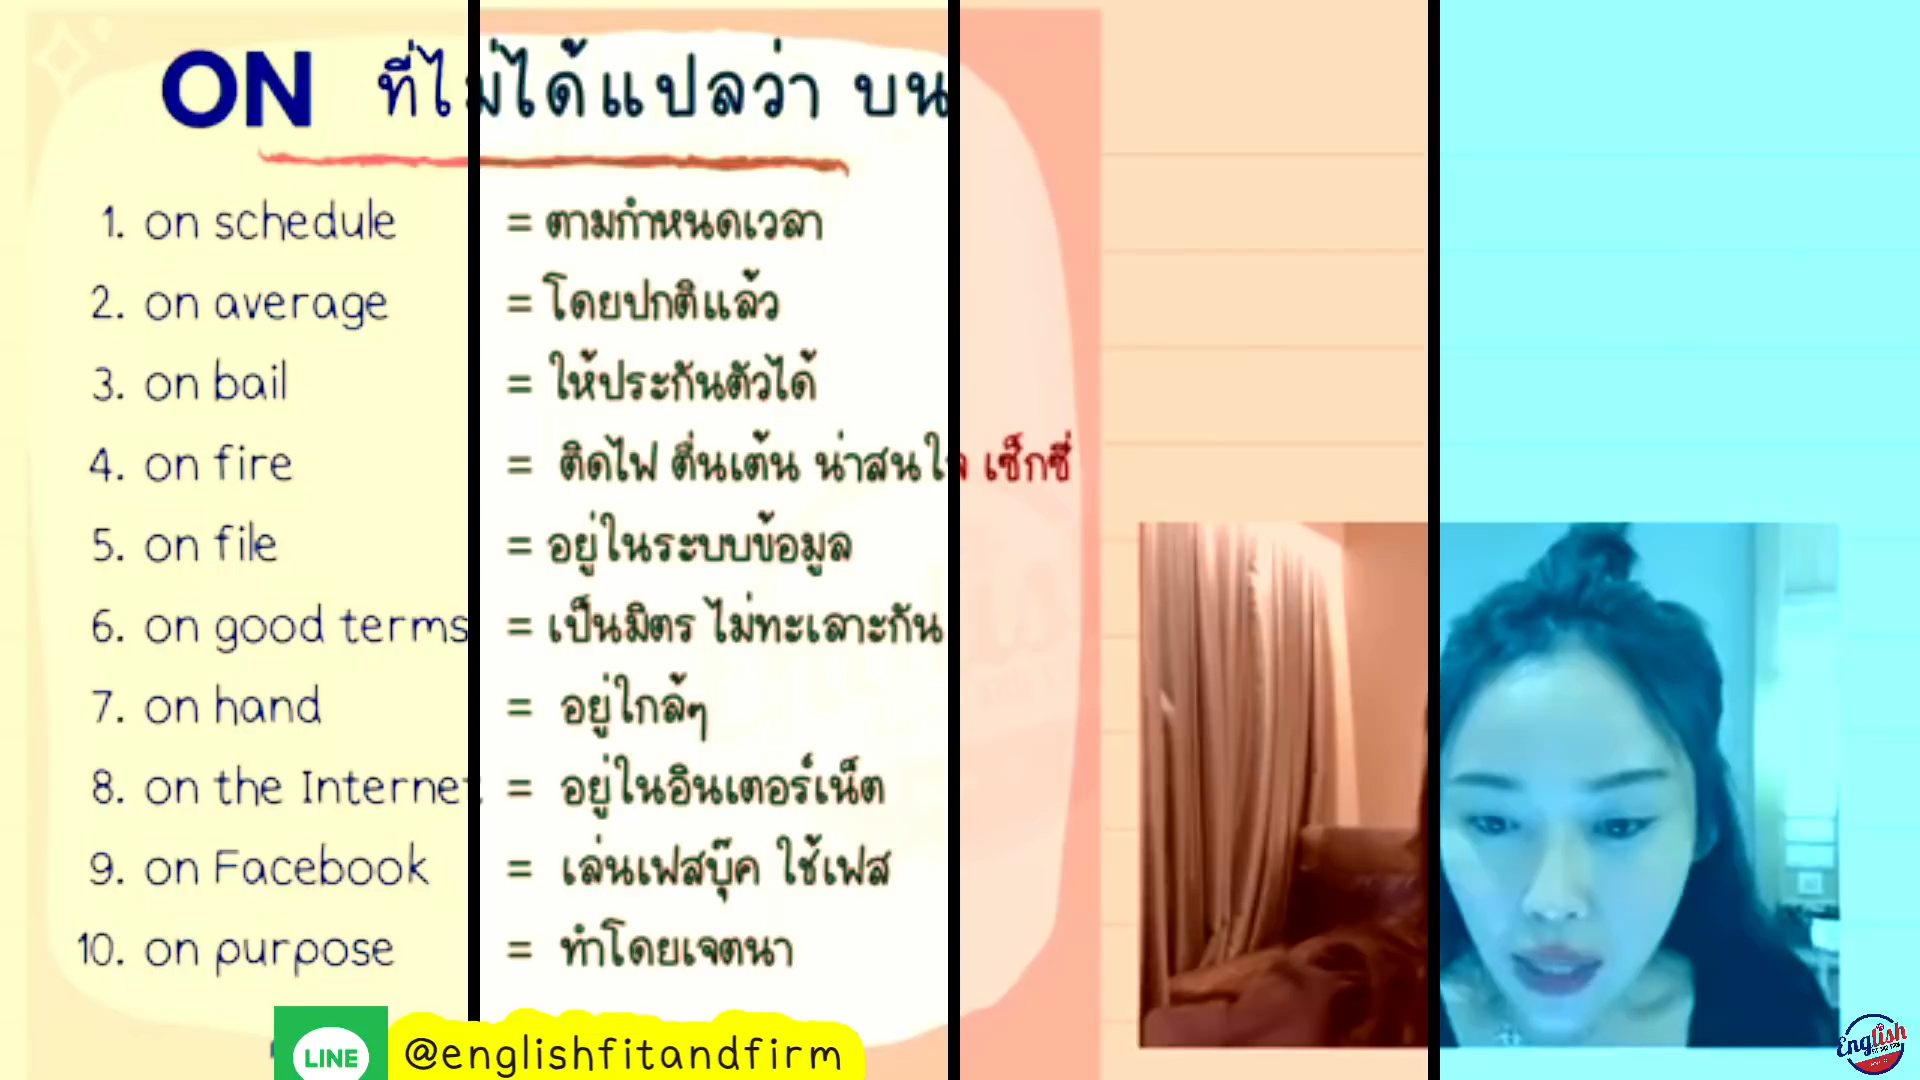 ON ที่ไม่ได้แปลว่า บน
1. on schedule = ตามกำหนดเวลา
2. on average = โดยปกติแล้ว
3. on bail = ให้ประกันตัวได้
4. on fire = ติดไฟ ตื่นเต้น น่าสนใจ เซ็กซี่
5. on file = อยู่ในระบบข้อมูล
6. on good terms = เป็นมิตร ไม่ทะเลาะกัน
7. on hand = อยู่ใกล้ๆ
8. on the Internet = อยู่ในอินเตอร์เน็ต
9. on Facebook = เล่นเฟสบุ๊ค ใช้เฟส
10. on purpose = ทำโดยเจตนา
LINE @englishfitandfirm
English